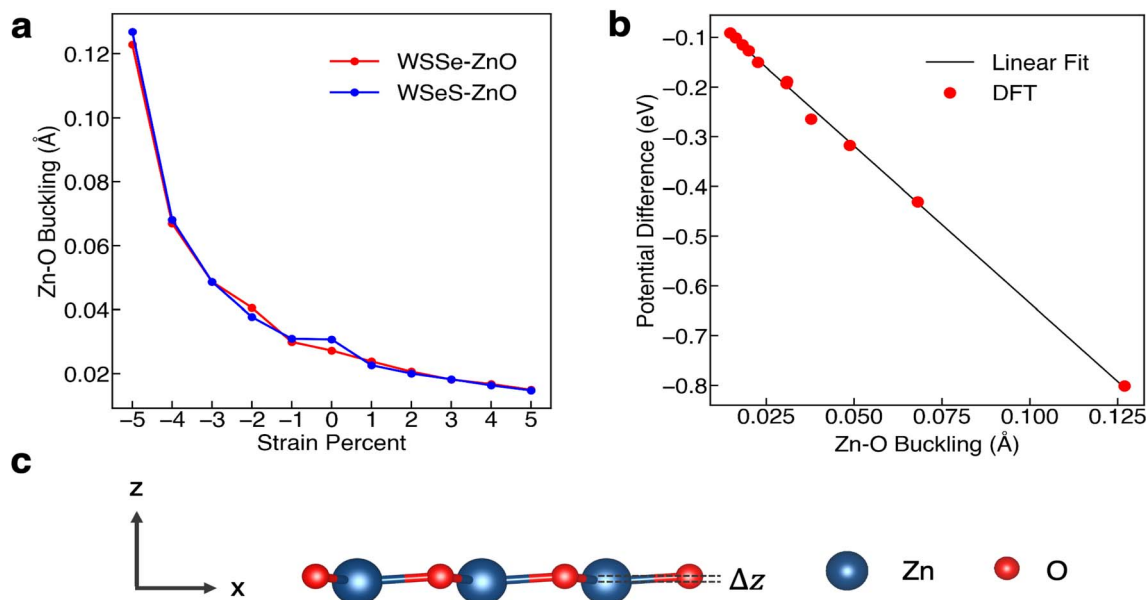 a
Zn-O Buckling (Å)
0.12
0.10
0.08
0.06
0.04
0.02
WSSe-ZnO
WSeS-ZnO
−5 −4 −3 −2 −1 0 1 2 3 4 5
Strain Percent
b
Potential Difference (eV)
−0.1
−0.2
−0.3
−0.4
−0.5
−0.6
−0.7
−0.8
Linear Fit
DFT
0.025 0.050 0.075 0.100 0.125
Zn-O Buckling (Å)
c
z
x
Δz
Zn
O